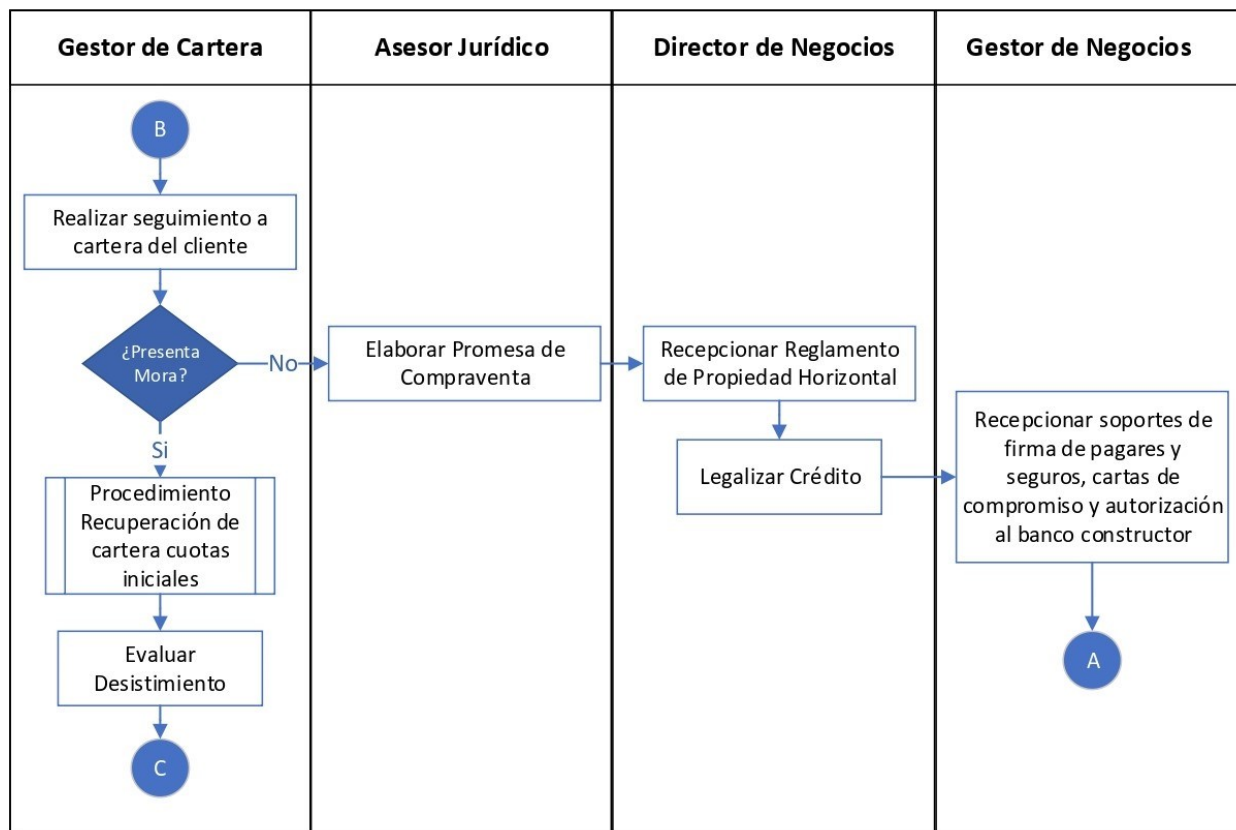 Gestor de Cartera
Asesor Jurídico
Director de Negocios
Gestor de Negocios
B
Realizar seguimiento a
cartera del cliente
¿Presenta
Mora?
No
Elaborar Promesa de
Compraventa
Recepcionar Reglamento
de Propiedad Horizontal
Legalizar Crédito
Recepcionar soportes de
firma de pagares y
seguros, cartas de
compromiso y autorización
al banco constructor
A
Si
Procedimiento
Recuperación de
cartera cuotas
iniciales
Evaluar
Desistimiento
C